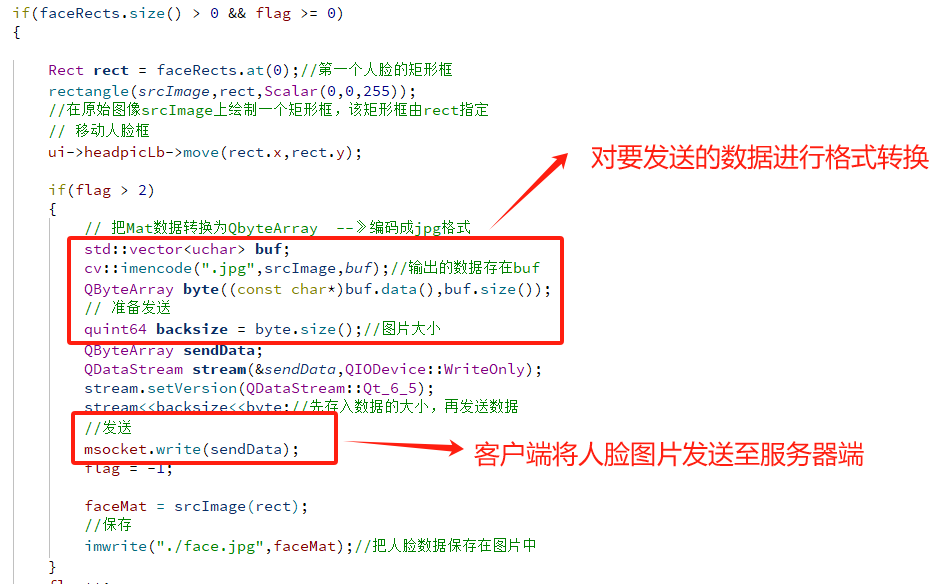 if(faceRects.size() > 0 && flag >= 0)
{
Rect rect = faceRects.at(0);//第一个人脸的矩形框
rectangle(srcImage,rect,Scalar(0,0,255));
//在原始图像srcImage上绘制一个矩形框，该矩形框由rect指定
// 移动人脸框
ui->headpicLb->move(rect.x,rect.y);
对要发送的数据进行格式转换
if(flag > 2)
{
// 把Mat数据转换为QbyteArray --》编码成jpg格式
std::vector<uchar> buf;
cv::imencode(".jpg",srcImage,buf);//输出的数据存在buf
QByteArray byte((const char*)buf.data(),buf.size());
// 准备发送
quint64 backsize = byte.size();//图片大小
QByteArray sendData;
QDataStream stream(&sendData,QIODevice::WriteOnly);
stream.setVersion(QDataStream::Qt_6_5);
stream<<backsize<<byte;//先存入数据的大小，再发送数据
//发送
msocket.write(sendData);
客户端将人脸图片发送至服务器端
flag = -1;
faceMat = srcImage(rect);
//保存
imwrite("./face.jpg",faceMat);//把人脸数据保存在图片中
}